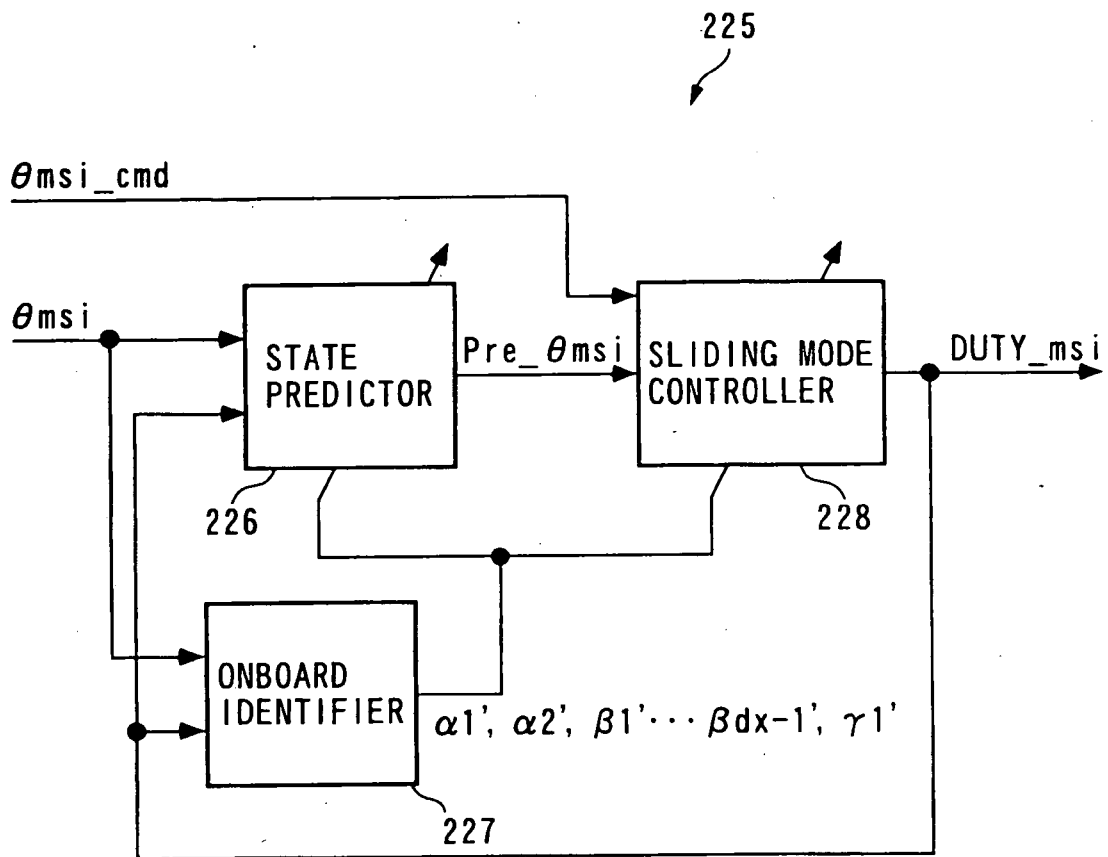 225
θmsi_cmd
θmsi
STATE
PREDICTOR
Pre_θmsi
SLIDING MODE
CONTROLLER
DUTY_msi
226
228
ONBOARD
IDENTIFIER
α1', α2', β1'··· βdx-1', γ1'
227